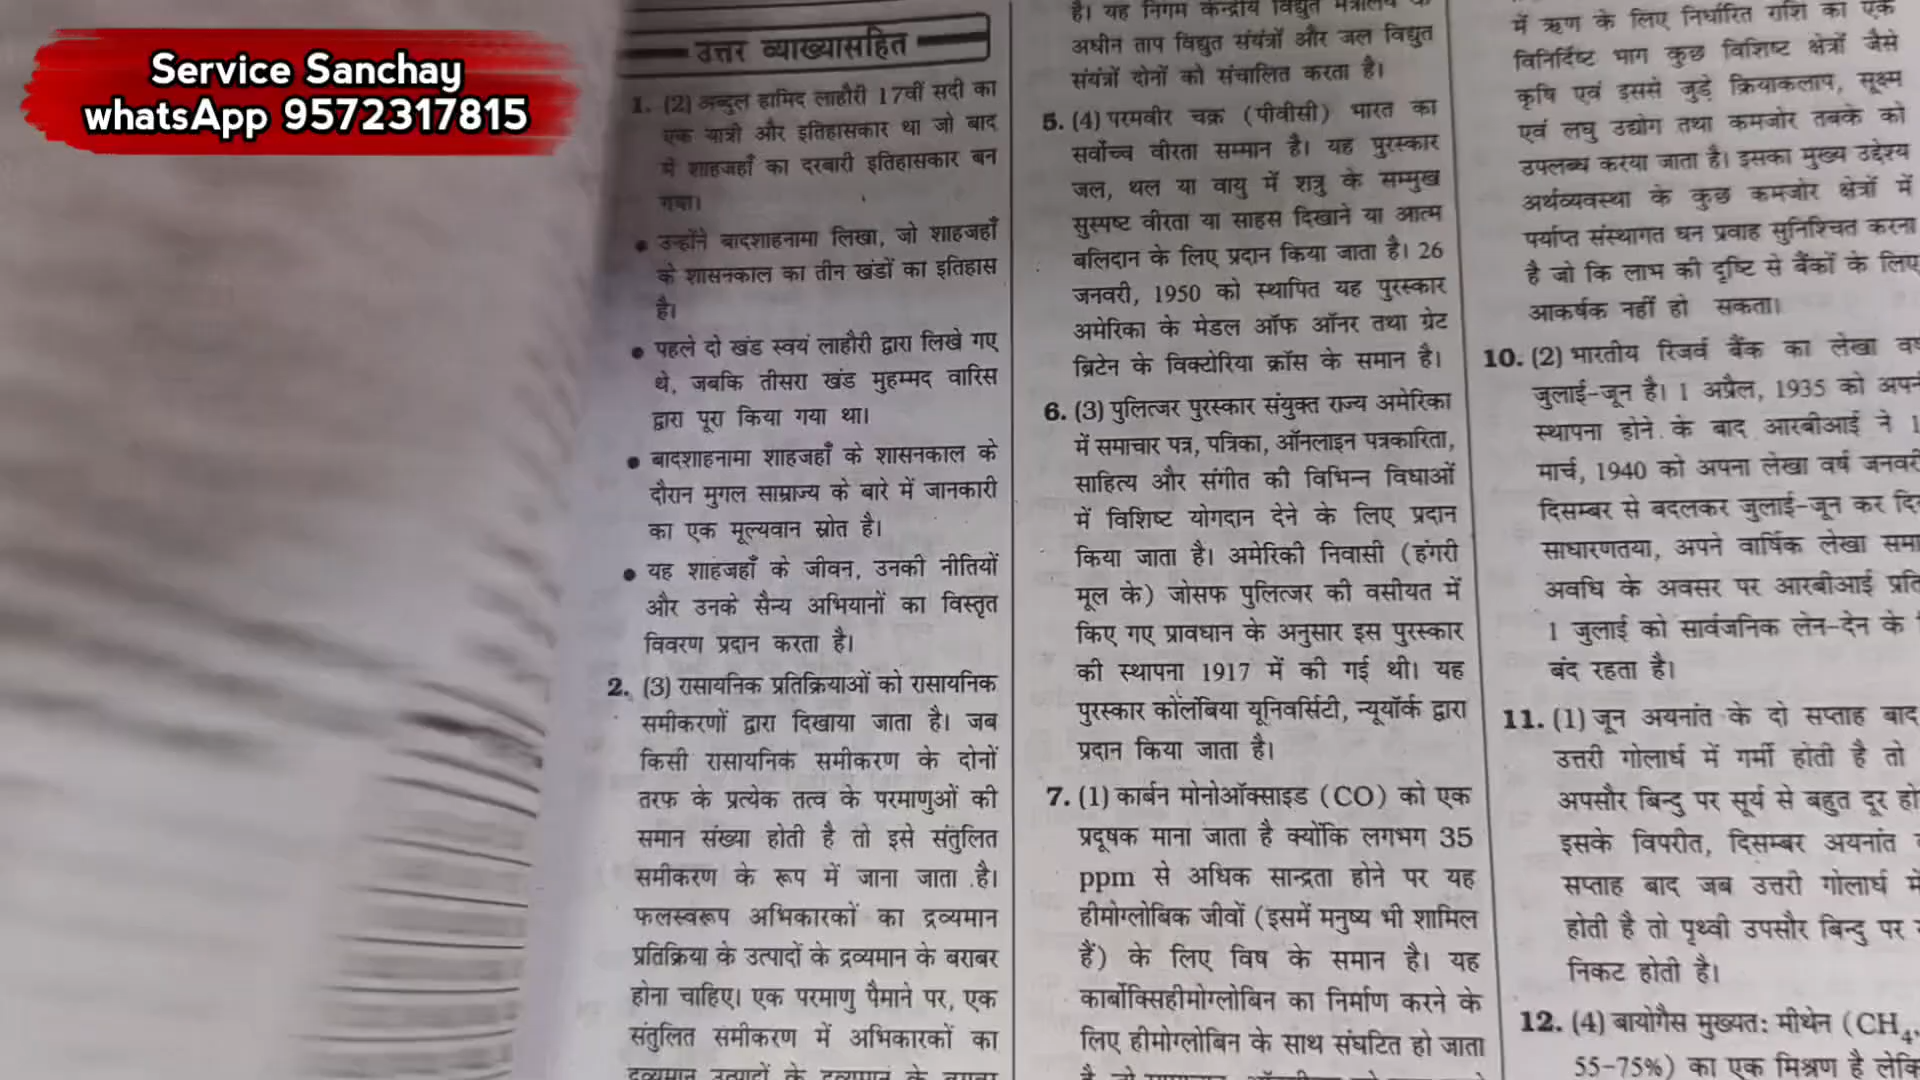 Service Sanchay
whatsApp 9572317815
उत्तर व्याख्यासहित
1. (2) अब्दुल हामिद लाहौरी 17वीं सदी का
एक यात्री और इतिहासकार था जो बाद
में शाहजहाँ का दरबारी इतिहासकार बन
गया।
● उन्होंने बादशाहनामा लिखा, जो शाहजहाँ
के शासनकाल का तीन खंडों का इतिहास
है।
● पहले दो खंड स्वयं लाहौरी द्वारा लिखे गए
थे, जबकि तीसरा खंड मुहम्मद वारिस
द्वारा पूरा किया गया था।
● बादशाहनामा शाहजहाँ के शासनकाल के
दौरान मुगल साम्राज्य के बारे में जानकारी
का एक मूल्यवान स्रोत है।
● यह शाहजहाँ के जीवन, उनकी नीतियों
और उनके सैन्य अभियानों का विस्तृत
विवरण प्रदान करता है।
2. (3) रासायनिक प्रतिक्रियाओं को रासायनिक
समीकरणों द्वारा दिखाया जाता है। जब
किसी रासायनिक समीकरण के दोनों
तरफ के प्रत्येक तत्व के परमाणुओं की
समान संख्या होती है तो इसे संतुलित
समीकरण के रूप में जाना जाता है।
फलस्वरूप अभिकारकों का द्रव्यमान
प्रतिक्रिया के उत्पादों के द्रव्यमान के बराबर
होना चाहिए। एक परमाणु पैमाने पर, एक
संतुलित समीकरण में अभिकारकों का
द्रव्यमान उत्पादों के द्रव्यमान के
है। यह निगम केन्द्रीय विद्युत मंत्रालय के
अधीन ताप विद्युत संयंत्रों और जल विद्युत
संयंत्रों दोनों को संचालित करता है।
5. (4) परमवीर चक्र (पीवीसी) भारत का
सर्वोच्च वीरता सम्मान है। यह पुरस्कार
जल, थल या वायु में शत्रु के सम्मुख
सुस्पष्ट वीरता या साहस दिखाने या आत्म
बलिदान के लिए प्रदान किया जाता है। 26
जनवरी, 1950 को स्थापित यह पुरस्कार
अमेरिका के मेडल ऑफ ऑनर तथा ग्रेट
ब्रिटेन के विक्टोरिया क्रॉस के समान है।
6. (3) पुलित्जर पुरस्कार संयुक्त राज्य अमेरिका
में समाचार पत्र, पत्रिका, ऑनलाइन पत्रकारिता,
साहित्य और संगीत की विभिन्न विधाओं
में विशिष्ट योगदान देने के लिए प्रदान
किया जाता है। अमेरिकी निवासी (हंगरी
मूल के) जोसफ पुलित्जर की वसीयत में
किए गए प्रावधान के अनुसार इस पुरस्कार
की स्थापना 1917 में की गई थी। यह
पुरस्कार कोलंबिया यूनिवर्सिटी, न्यूयॉर्क द्वारा
प्रदान किया जाता है।
7. (1) कार्बन मोनोऑक्साइड (CO) को एक
प्रदूषक माना जाता है क्योंकि लगभग 35
ppm से अधिक सान्द्रता होने पर यह
हीमोग्लोबिक जीवों (इसमें मनुष्य भी शामिल
हैं) के लिए विष के समान है। यह
कार्बोक्सिहीमोग्लोबिन का निर्माण करने के
लिए हीमोग्लोबिन के साथ संघटित हो जाता
में ऋण के लिए निर्धारित राशि का एक
विनिर्दिष्ट भाग कुछ विशिष्ट क्षेत्रों जैसे
कृषि एवं इससे जुड़े क्रियाकलाप, सूक्ष्म
एवं लघु उद्योग तथा कमजोर तबके को
उपलब्ध करया जाता है। इसका मुख्य उद्देश्य
अर्थव्यवस्था के कुछ कमजोर क्षेत्रों में
पर्याप्त संस्थागत धन प्रवाह सुनिश्चित करना
है जो कि लाभ की दृष्टि से बैंकों के लिए
आकर्षक नहीं हो सकता।
10. (2) भारतीय रिजर्व बैंक का लेखा
जुलाई-जून है। 1 अप्रैल, 1935 को
स्थापना होने के बाद आरबीआई ने
मार्च, 1940 को अपना लेखा वर्ष जनवरी
दिसम्बर से बदलकर जुलाई-जून कर
साधारणतया, अपने वार्षिक लेखा
अवधि के अवसर पर आरबीआई
1 जुलाई को सार्वजनिक लेन-देन के
बंद रहता है।
11. (1) जून अयनांत के दो सप्ताह बाद
उत्तरी गोलार्ध में गर्मी होती है तो
अपसौर बिन्दु पर सूर्य से बहुत दूर
इसके विपरीत, दिसम्बर अयनांत
सप्ताह बाद जब उत्तरी गोलार्ध
होती है तो पृथ्वी उपसौर बिन्दु पर
निकट होती है।
12. (4) बायोगैस मुख्यत: मीथेन (CH4,
55-75%) का एक मिश्रण है